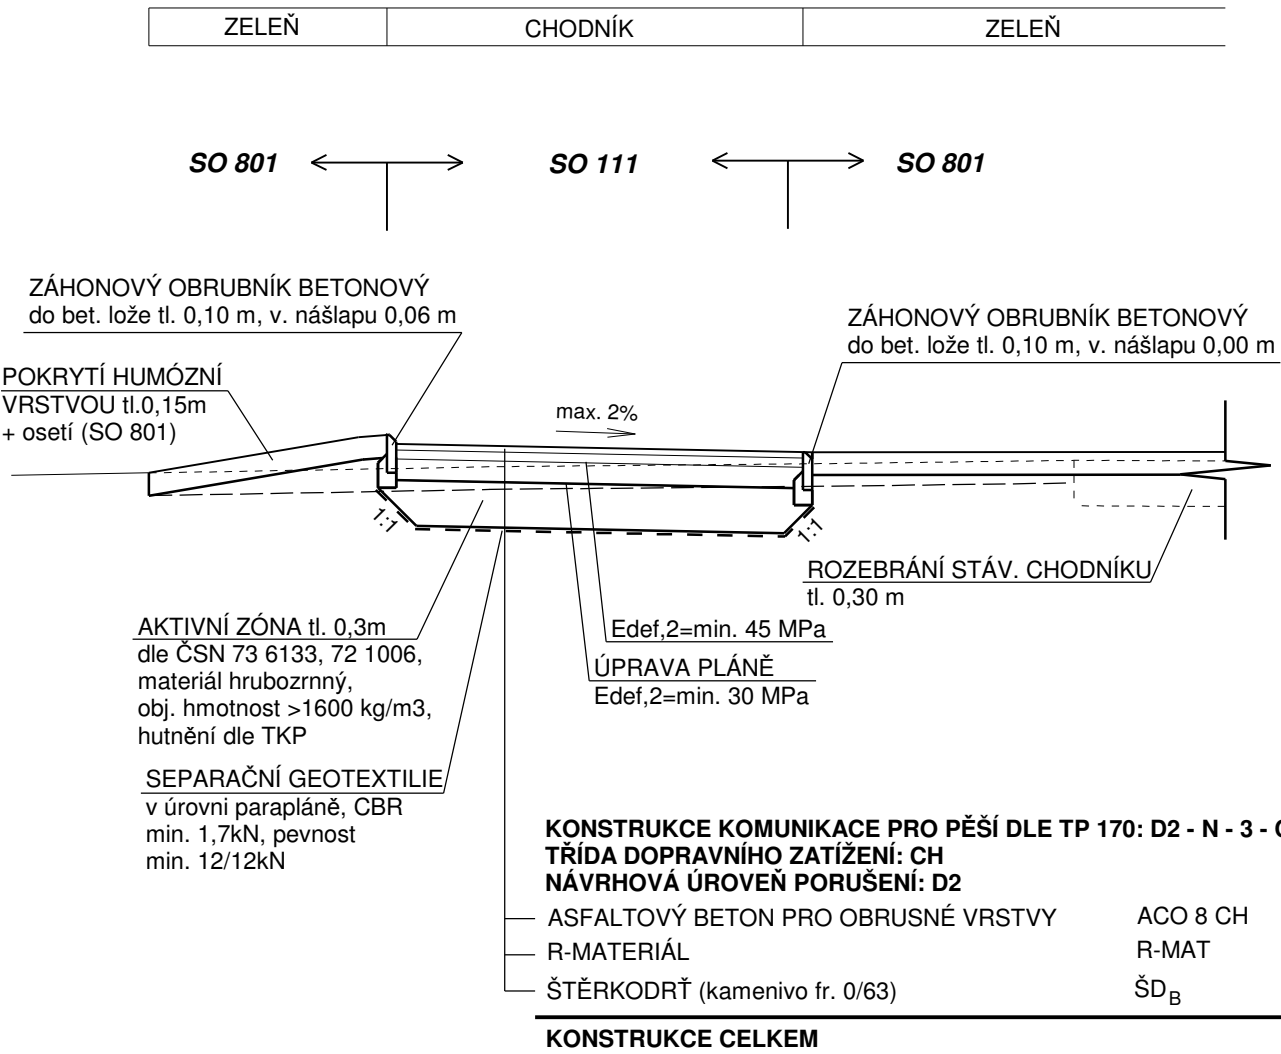 ZELEŇ CHODNÍK ZELEŇ
SO 801 SO 111 SO 801
ZÁHONOVÝ OBRUBNÍK BETONOVÝ
do bet. lože tl. 0,10 m, v. nášlapu 0,06 m
ZÁHONOVÝ OBRUBNÍK BETONOVÝ
do bet. lože tl. 0,10 m, v. nášlapu 0,00 m
POKRYTÍ HUMÓZNÍ
VRSTVOU tl.0,15m
+ osetí (SO 801)
max. 2%
1:1
1:1
ROZEBRÁNÍ STÁV. CHODNÍKU
tl. 0,30 m
AKTIVNÍ ZÓNA tl. 0,3m
dle ČSN 73 6133, 72 1006,
materiál hrubozrnný,
obj. hmotnost >1600 kg/m3,
hutnění dle TKP
Edef,2=min. 45 MPa
ÚPRAVA PLÁNĚ
Edef,2=min. 30 MPa
SEPARAČNÍ GEOTEXTILIE
v úrovni parapláně, CBR
min. 1,7kN, pevnost
min. 12/12kN
KONSTRUKCE KOMUNIKACE PRO PĚŠÍ DLE TP 170: D2 - N - 3 -
TŘÍDA DOPRAVNÍHO ZATÍŽENÍ: CH
NÁVRHOVÁ ÚROVEŇ PORUŠENÍ: D2
ASFALTOVÝ BETON PRO OBRUSNÉ VRSTVY ACO 8 CH
R-MATERIÁL R-MAT
ŠTĚRKODRŤ (kamenivo fr. 0/63) ŠDB
KONSTRUKCE CELKEM